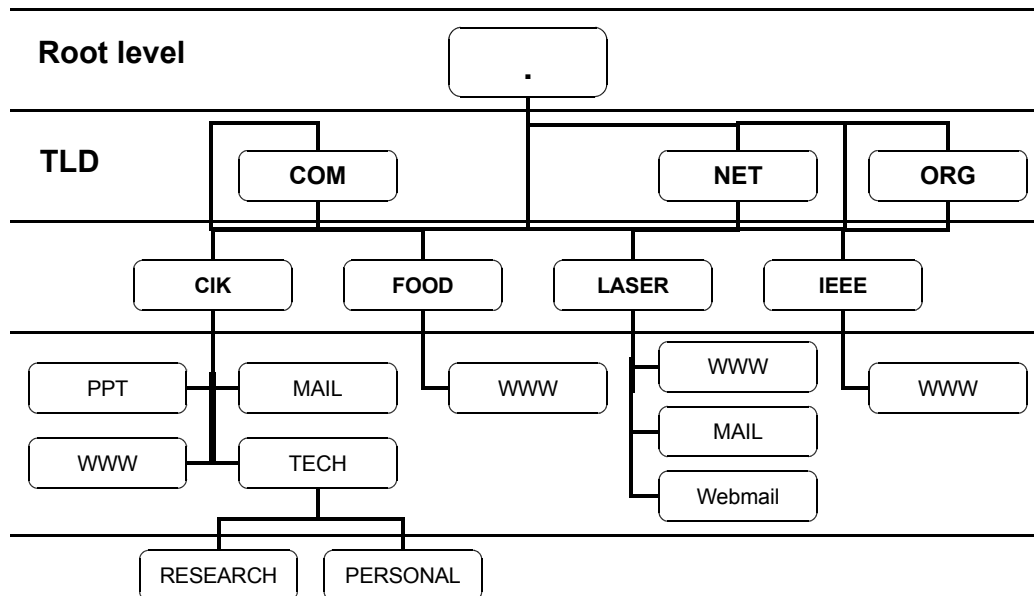 Root level
.
TLD
COM
NET
ORG
CIK
FOOD
LASER
IEEE
PPT
MAIL
WWW
WWW
WWW
WWW
TECH
MAIL
Webmail
RESEARCH
PERSONAL